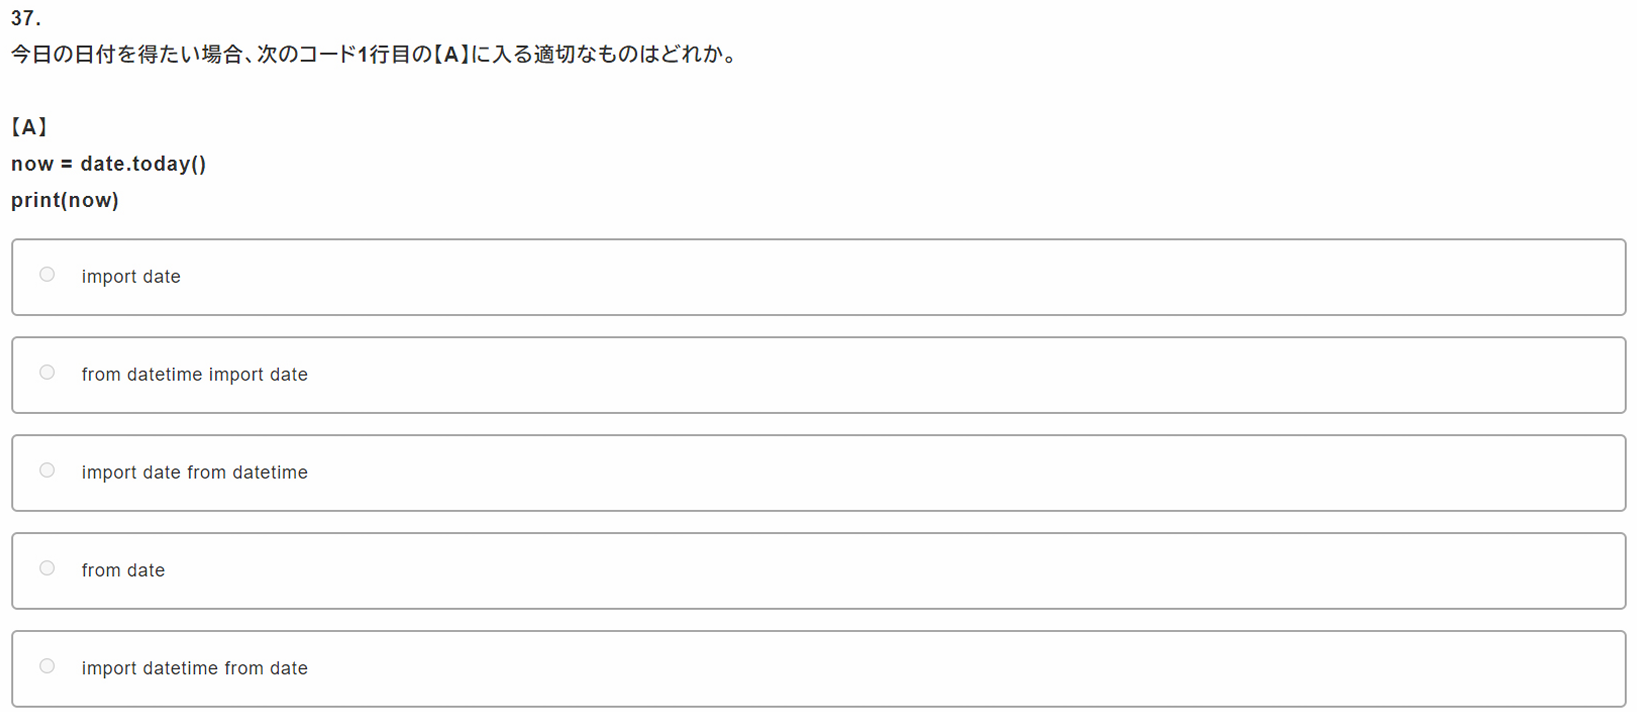 37.
今日の日付を得たい場合、次のコード1行目の【A】に入る適切なものはどれか。
【A】
now = date.today()
print(now)
import date
from datetime import date
import date from datetime
from date
import datetime from date